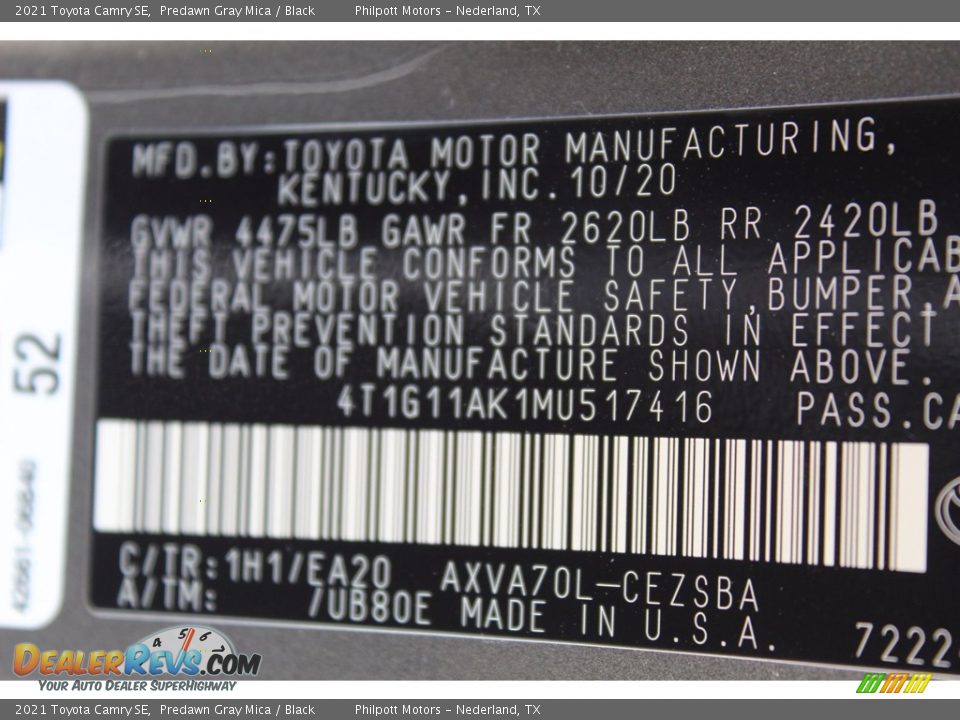 2021 Toyota Camry SE, Predawn Gray Mica / Black Philpott Motors - Nederland, TX
MFD.BY:TOYOTA MOTOR MANUFACTURING,
KENTUCKY,INC.10/20
GVWR 4475LB GAWR FR 2620LB RR 2420LB
THIS VEHICLE CONFORMS TO ALL APPLICAB
FEDERAL MOTOR VEHICLE SAFETY,BUMPER,A
THEFT PREVENTION STANDARDS IN EFFECT
THE DATE OF MANUFACTURE SHOWN ABOVE.
4T1G11AK1MU517416 PASS.CA
52
C/TR:1H1/EA20 AXVA70L-CEZSBA
A/TM: /UB80E MADE IN U.S.A.
7222
4 5 6
DEALERREVS.COM
YOUR AUTO DEALER SUPERHIGHWAY
2021 Toyota Camry SE, Predawn Gray Mica / Black Philpott Motors - Nederland, TX